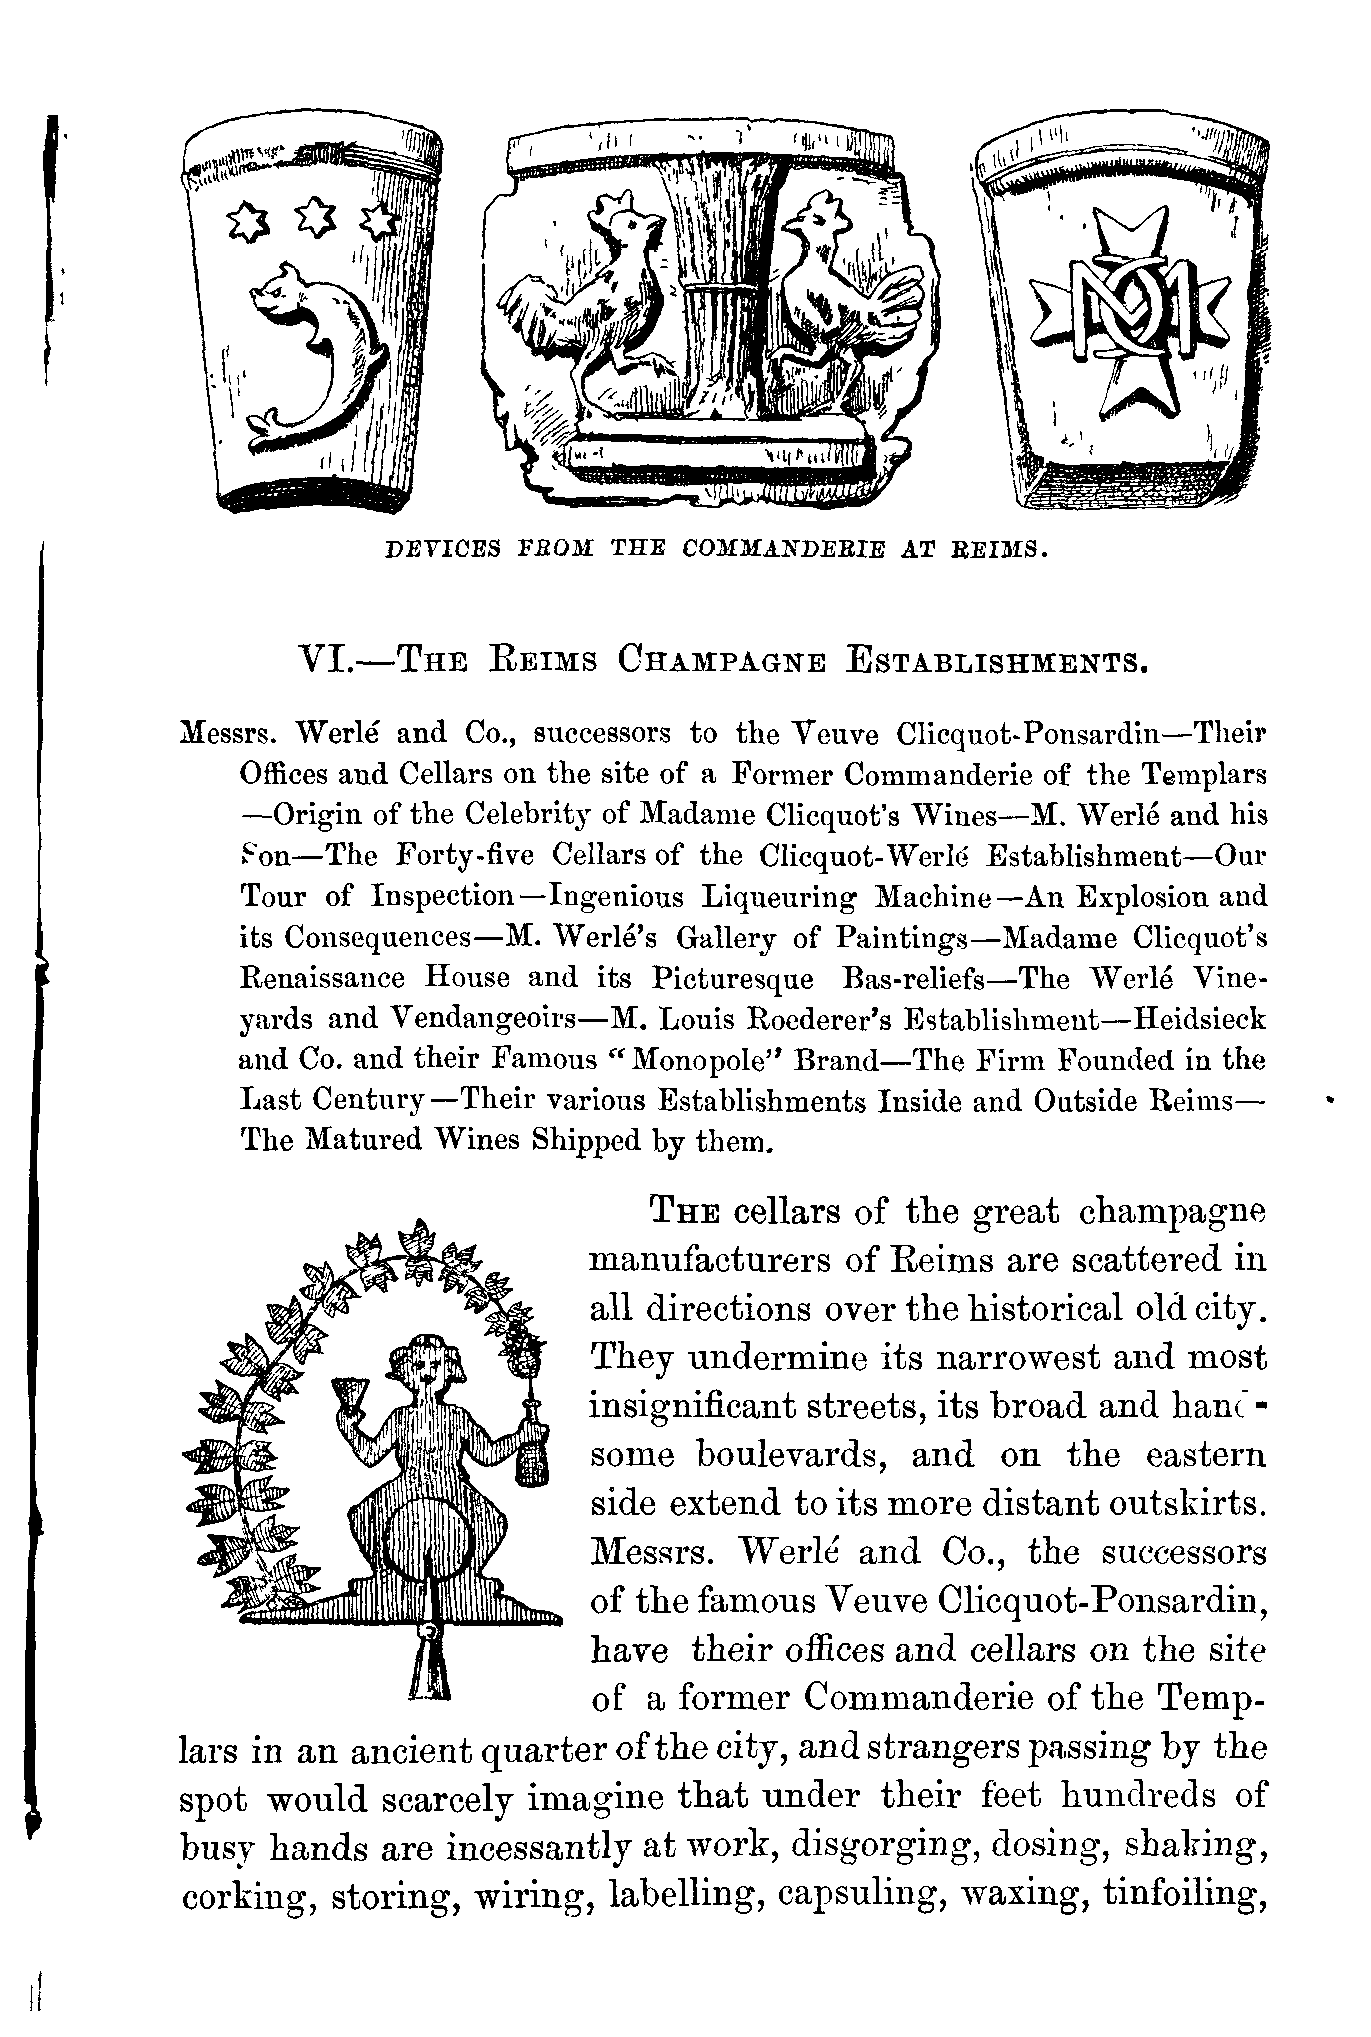 DEVICES FROM THE COMMANDERIE AT REIMS.
VI.—THE REIMS CHAMPAGNE ESTABLISHMENTS.
Messrs. Werlé and Co., successors to the Veuve Clicquot-Ponsardin—Their
Offices and Cellars on the site of a Former Commanderie of the Templars
—Origin of the Celebrity of Madame Clicquot's Wines—M. Werlé and his
Son—The Forty-five Cellars of the Clicquot-Werlé Establishment—Our
Tour of Inspection—Ingenious Liqueuring Machine—An Explosion and
its Consequences—M. Werlé's Gallery of Paintings—Madame Clicquot's
Renaissance House and its Picturesque Bas-reliefs—The Werlé Vine-
yards and Vendangeoirs—M. Louis Roederer's Establishment—Heidsieck
and Co. and their Famous "Monopole" Brand—The Firm Founded in the
Last Century—Their various Establishments Inside and Outside Reims—
The Matured Wines Shipped by them.
THE cellars of the great champagne
manufacturers of Reims are scattered in
all directions over the historical old city.
They undermine its narrowest and most
insignificant streets, its broad and hand-
some boulevards, and on the eastern
side extend to its more distant outskirts.
Messrs. Werlé and Co., the successors
of the famous Veuve Clicquot-Ponsardin,
have their offices and cellars on the site
of a former Commanderie of the Temp-
lars in an ancient quarter of the city, and strangers passing by the
spot would scarcely imagine that under their feet hundreds of
busy hands are incessantly at work, disgorging, dosing, shaking,
corking, storing, wiring, labelling, capsuling, waxing, tinfoiling,